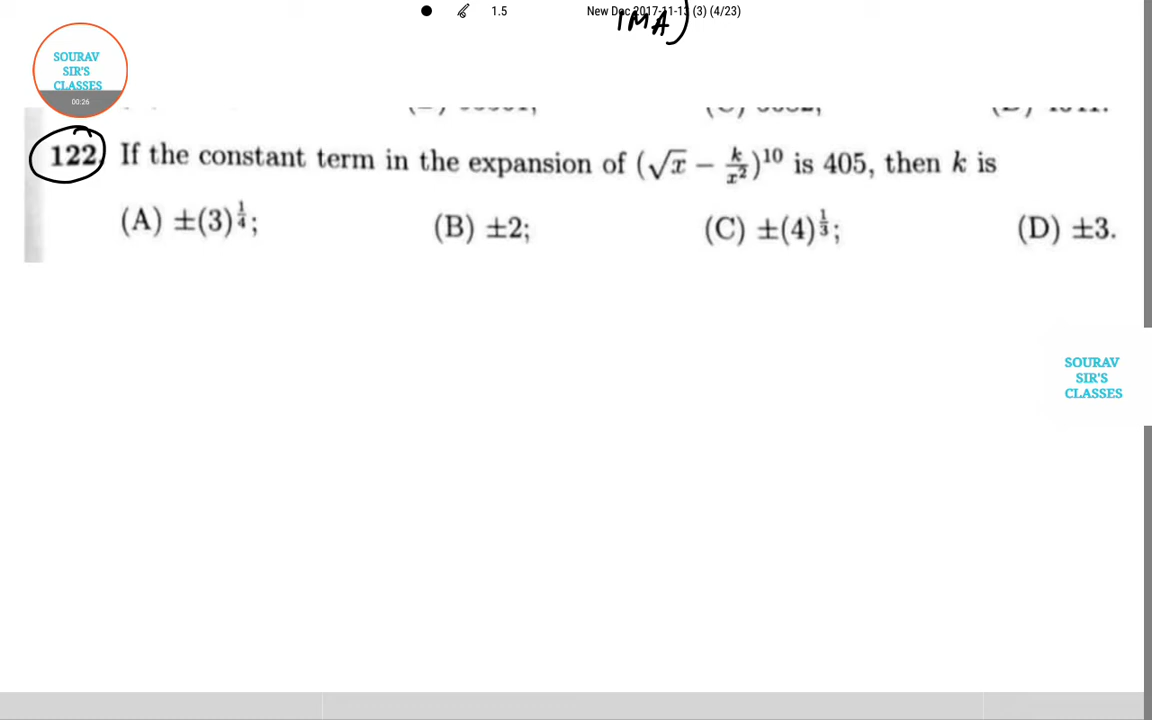 1.5 New Dec 2017-11-13 (3) (4/23)
IMA)
SOURAV
SIR'S
CLASSES
00:26
122. If the constant term in the expansion of (√x − k/x²)¹⁰ is 405, then k is
(A) ±(3)^{1/4}; (B) ±2; (C) ±(4)^{1/3}; (D) ±3.
SOURAV
SIR'S
CLASSES